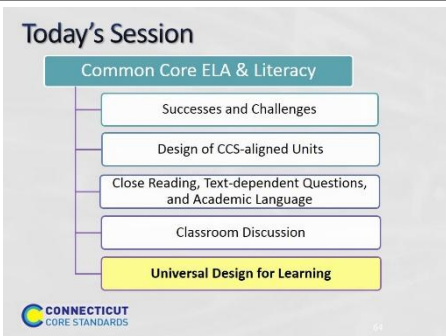 Today's Session
Common Core ELA & Literacy
Successes and Challenges
Design of CCS-aligned Units
Close Reading, Text-dependent Questions,
and Academic Language
Classroom Discussion
Universal Design for Learning
CONNECTICUT
CORE STANDARDS